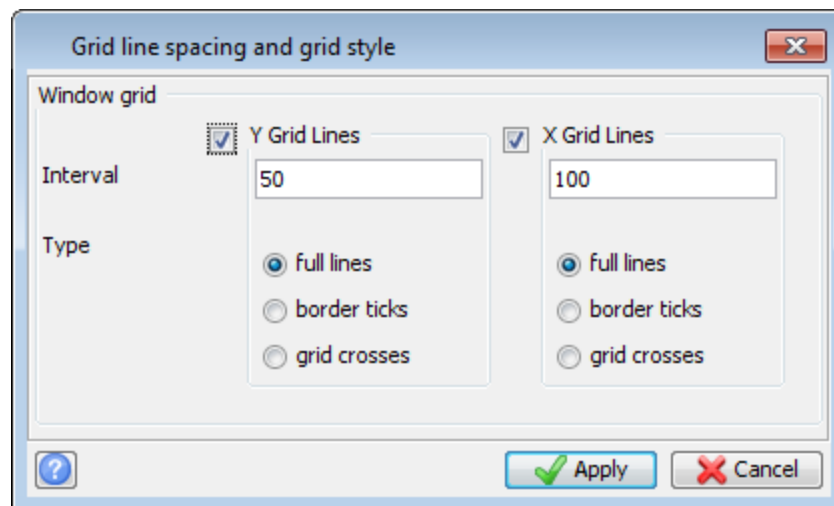 Grid line spacing and grid style
Window grid
Y Grid Lines
X Grid Lines
Interval
50
100
Type
full lines
full lines
border ticks
border ticks
grid crosses
grid crosses
?
Apply
Cancel